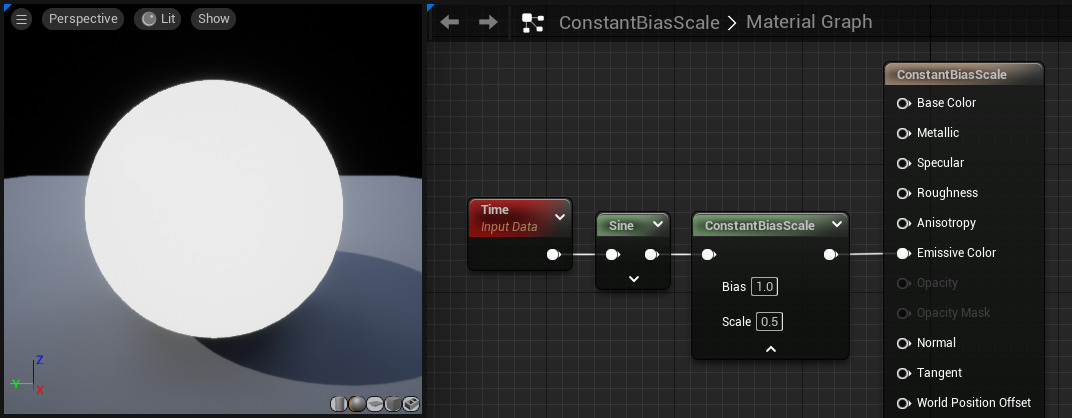 Perspective
Lit
Show
ConstantBiasScale > Material Graph
ConstantBiasScale
Base Color
Metallic
Specular
Roughness
Anisotropy
Emissive Color
Opacity
Opacity Mask
Normal
Tangent
World Position Offset
Time
Input Data
Sine
ConstantBiasScale
Bias 1.0
Scale 0.5
Z
Y
X